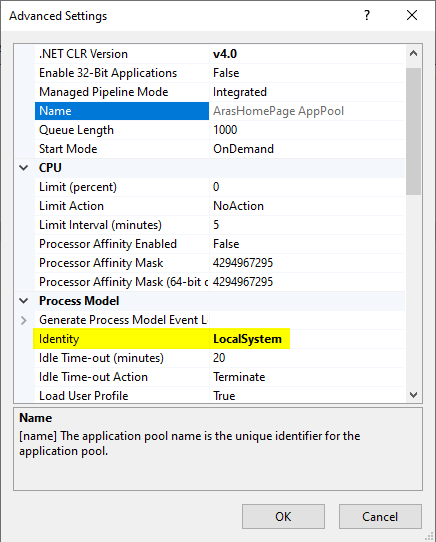 Advanced Settings
.NET CLR Version v4.0
Enable 32-Bit Applications False
Managed Pipeline Mode Integrated
Name ArasHomePage AppPool
Queue Length 1000
Start Mode OnDemand
CPU
Limit (percent) 0
Limit Action NoAction
Limit Interval (minutes) 5
Processor Affinity Enabled False
Processor Affinity Mask 4294967295
Processor Affinity Mask (64-bit o 4294967295
Process Model
Generate Process Model Event L
Identity LocalSystem
Idle Time-out (minutes) 20
Idle Time-out Action Terminate
Load User Profile True
Name
[name] The application pool name is the unique identifier for the
application pool.
OK Cancel